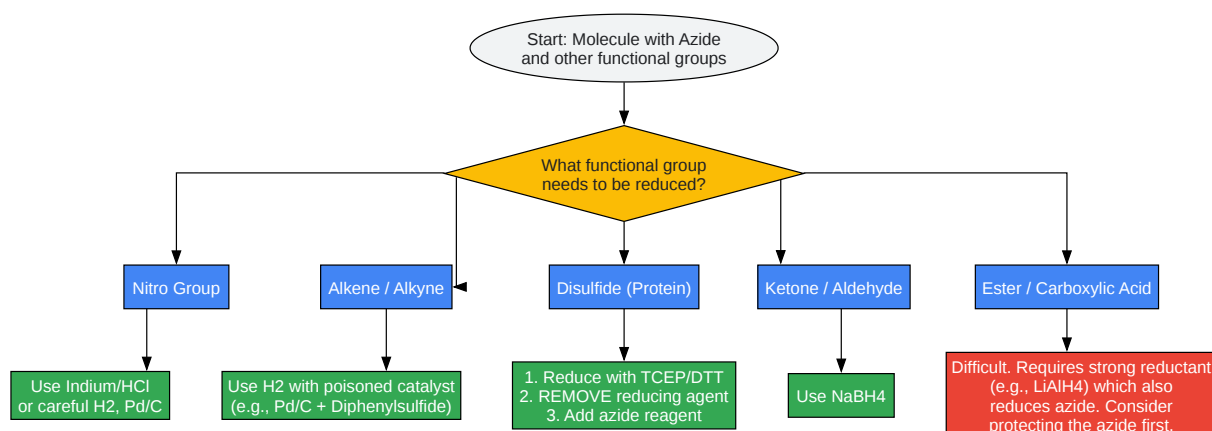 Start: Molecule with Azide
and other functional groups
What functional group
needs to be reduced?
Nitro Group
Alkene / Alkyne
Disulfide (Protein)
Ketone / Aldehyde
Ester / Carboxylic Acid
Use Indium/HCl
or careful H2, Pd/C
Use H2 with poisoned catalyst
(e.g., Pd/C + Diphenylsulfide)
1. Reduce with TCEP/DTT
2. REMOVE reducing agent
3. Add azide reagent
Use NaBH4
Difficult. Requires strong reductant
(e.g., LiAlH4) which also
reduces azide. Consider
protecting the azide first.